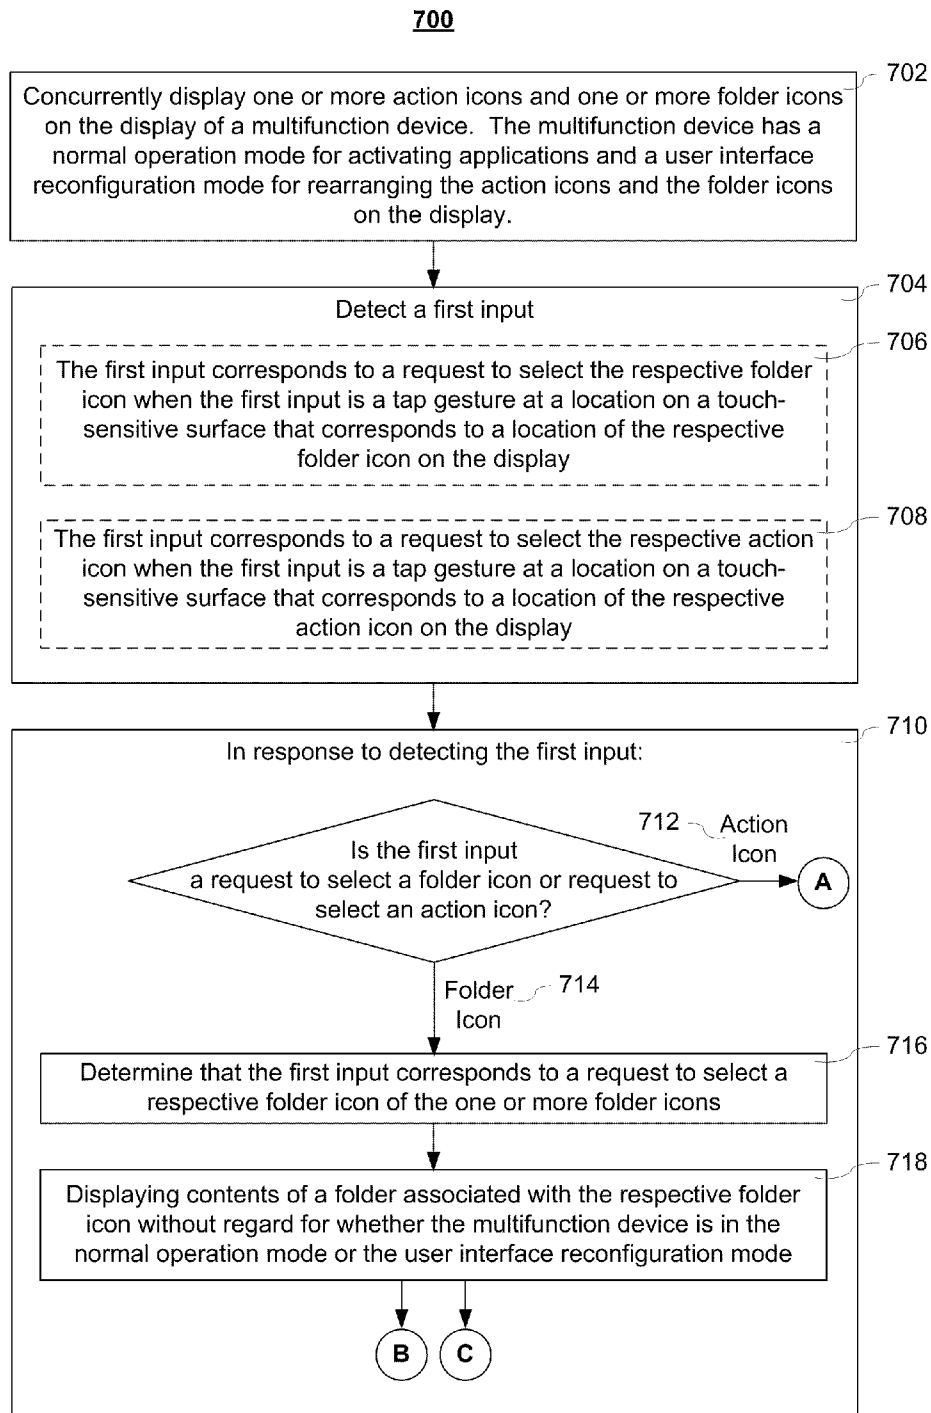 700
702
Concurrently display one or more action icons and one or more folder icons
on the display of a multifunction device. The multifunction device has a
normal operation mode for activating applications and a user interface
reconfiguration mode for rearranging the action icons and the folder icons
on the display.
704
Detect a first input
706
The first input corresponds to a request to select the respective folder
icon when the first input is a tap gesture at a location on a touch-
sensitive surface that corresponds to a location of the respective
folder icon on the display
708
The first input corresponds to a request to select the respective action
icon when the first input is a tap gesture at a location on a touch-
sensitive surface that corresponds to a location of the respective
action icon on the display
710
In response to detecting the first input:
712
Action
Icon
Is the first input
a request to select a folder icon or request to
select an action icon?
A
Folder
Icon
714
716
Determine that the first input corresponds to a request to select a
respective folder icon of the one or more folder icons
718
Displaying contents of a folder associated with the respective folder
icon without regard for whether the multifunction device is in the
normal operation mode or the user interface reconfiguration mode
B
C